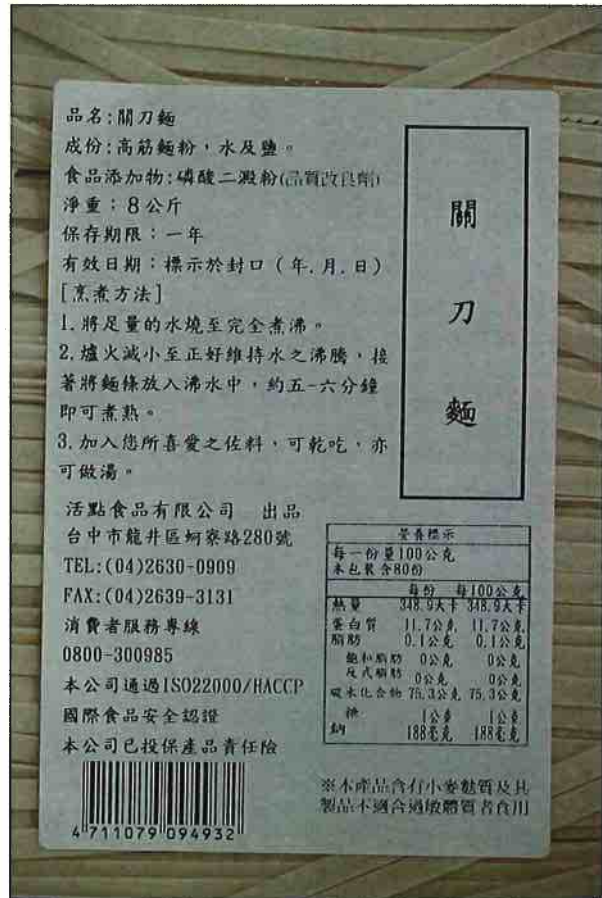 品名:關刀麵
成份:高筋麵粉，水及鹽。
食品添加物:磷酸二澱粉(品質改良劑)
淨重：8公斤
保存期限：一年
有效日期：標示於封口(年.月.日)
[烹煮方法]
1.將足量的水燒至完全煮沸。
2.爐火減小至正好維持水之沸騰，接
著將麵條放入沸水中，約五-六分鐘
即可煮熟。
3.加入您所喜愛之佐料，可乾吃，亦
可做湯。
關
刀
麵
活點食品有限公司 出品
台中市龍井區蚵寮路280號
TEL:(04)2630-0909
FAX:(04)2639-3131
消費者服務專線
0800-300985
本公司通過ISO22000/HACCP
國際食品安全認證
本公司已投保產品責任險
4711079094932
營養標示
每一份量100公克
本包裝含80份
每份 每100公克
熱量 348.9大卡 348.9大卡
蛋白質 11.7公克 11.7公克
脂肪 0.1公克 0.1公克
飽和脂肪 0公克 0公克
反式脂肪 0公克 0公克
碳水化合物 75.3公克 75.3公克
糖 1公克 1公克
鈉 188毫克 188毫克
※本產品含有小麥麩質及其
製品不適合過敏體質者食用